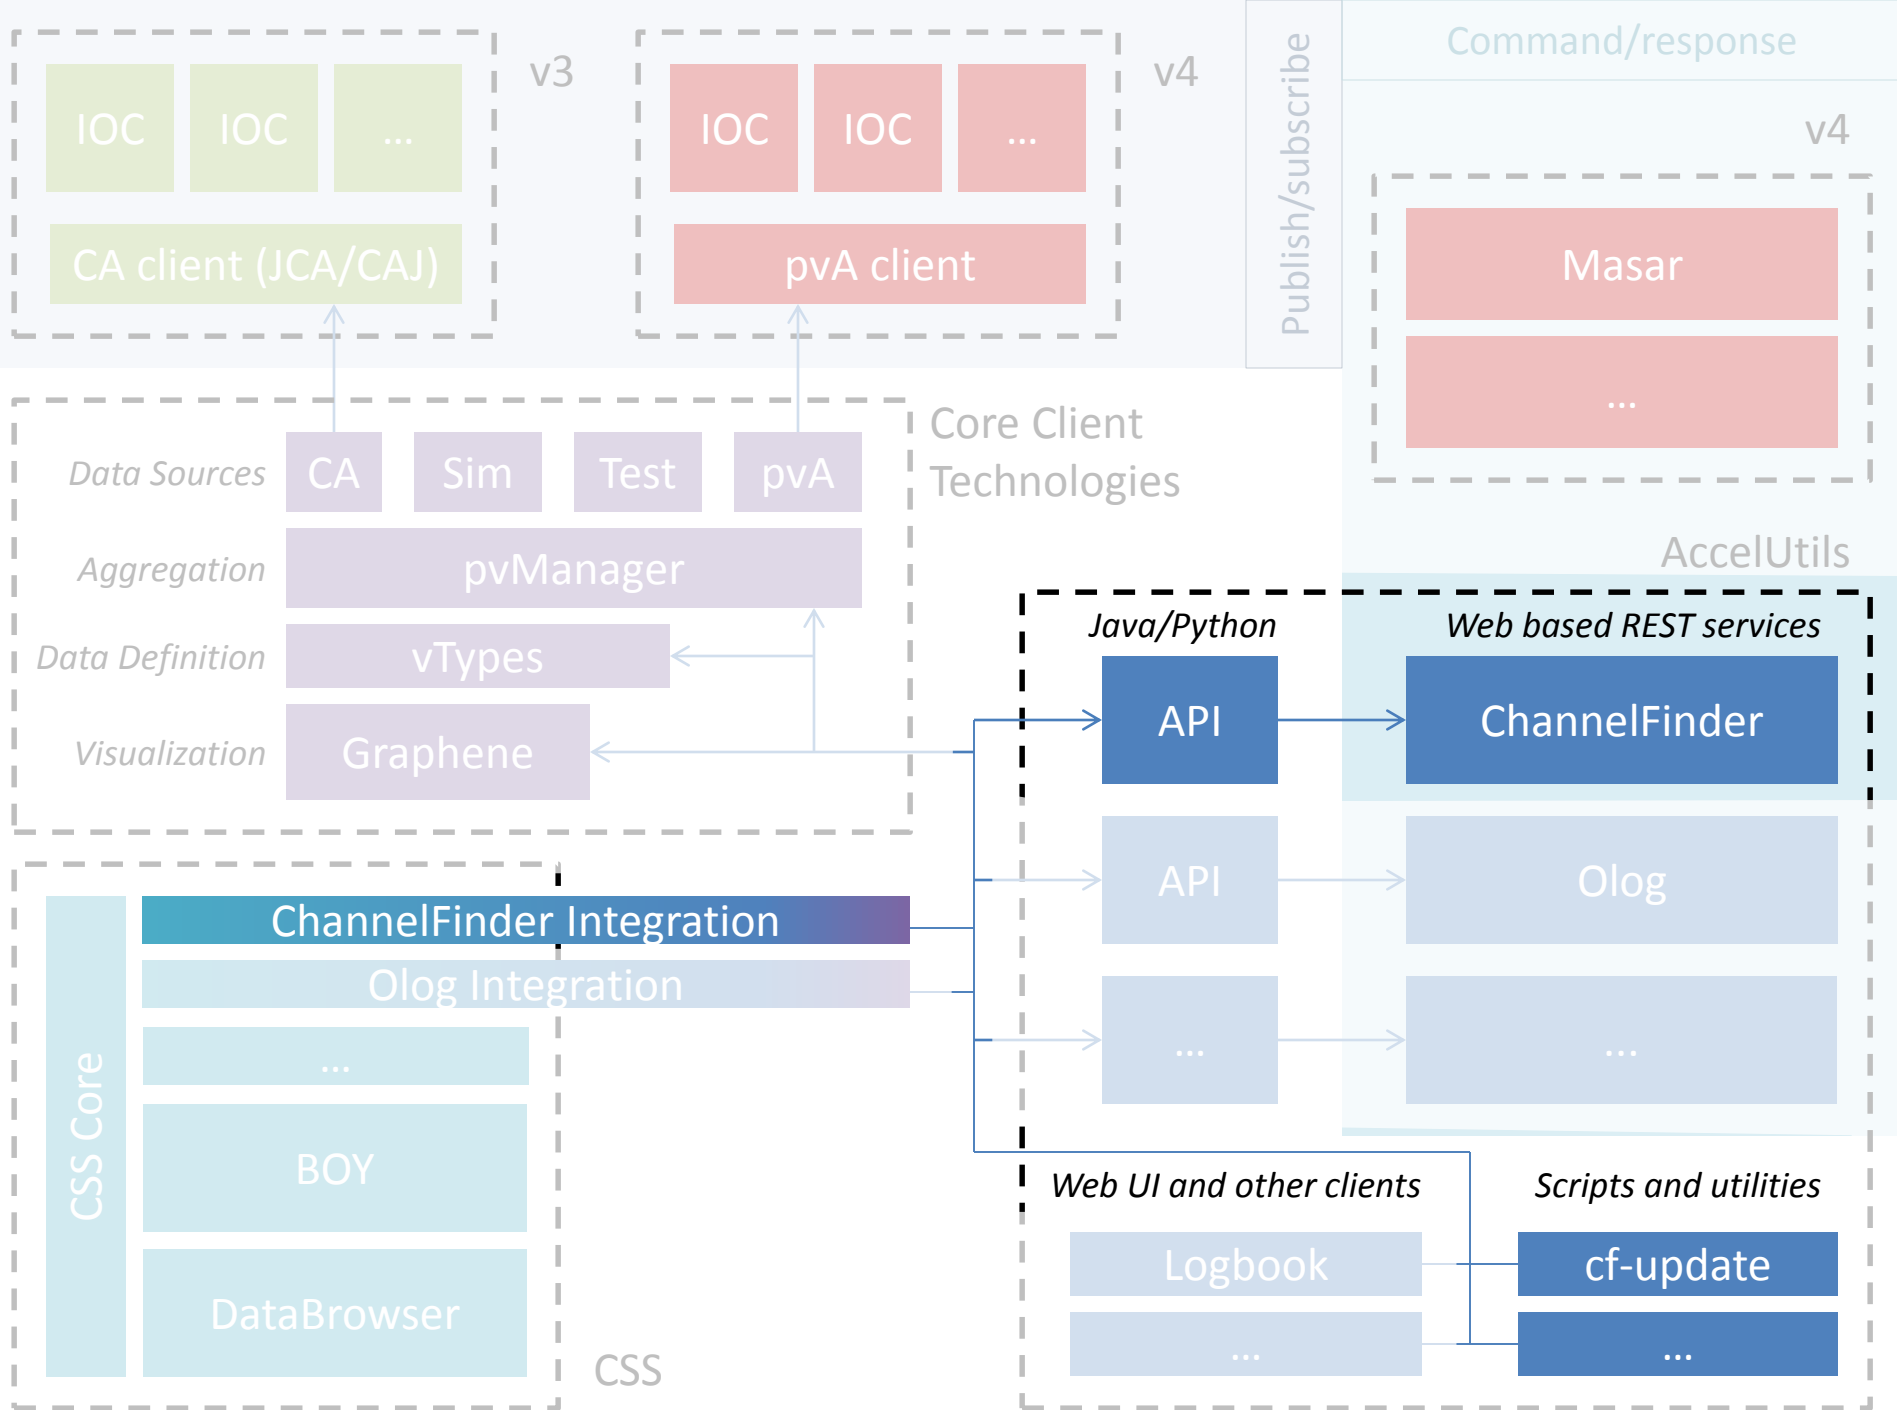 v3
IOC
IOC
...
CA client (JCA/CAJ)
v4
IOC
IOC
...
pvA client
Publish/subscribe
Command/response
v4
Masar
...
Core Client
Technologies
Data Sources
CA
Sim
Test
pvA
Aggregation
pvManager
Data Definition
vTypes
Visualization
Graphene
AccelUtils
Java/Python
Web based REST services
API
ChannelFinder
API
Olog
...
...
Web UI and other clients
Scripts and utilities
Logbook
cf-update
...
...
CSS Core
ChannelFinder Integration
Olog Integration
...
BOY
DataBrowser
CSS